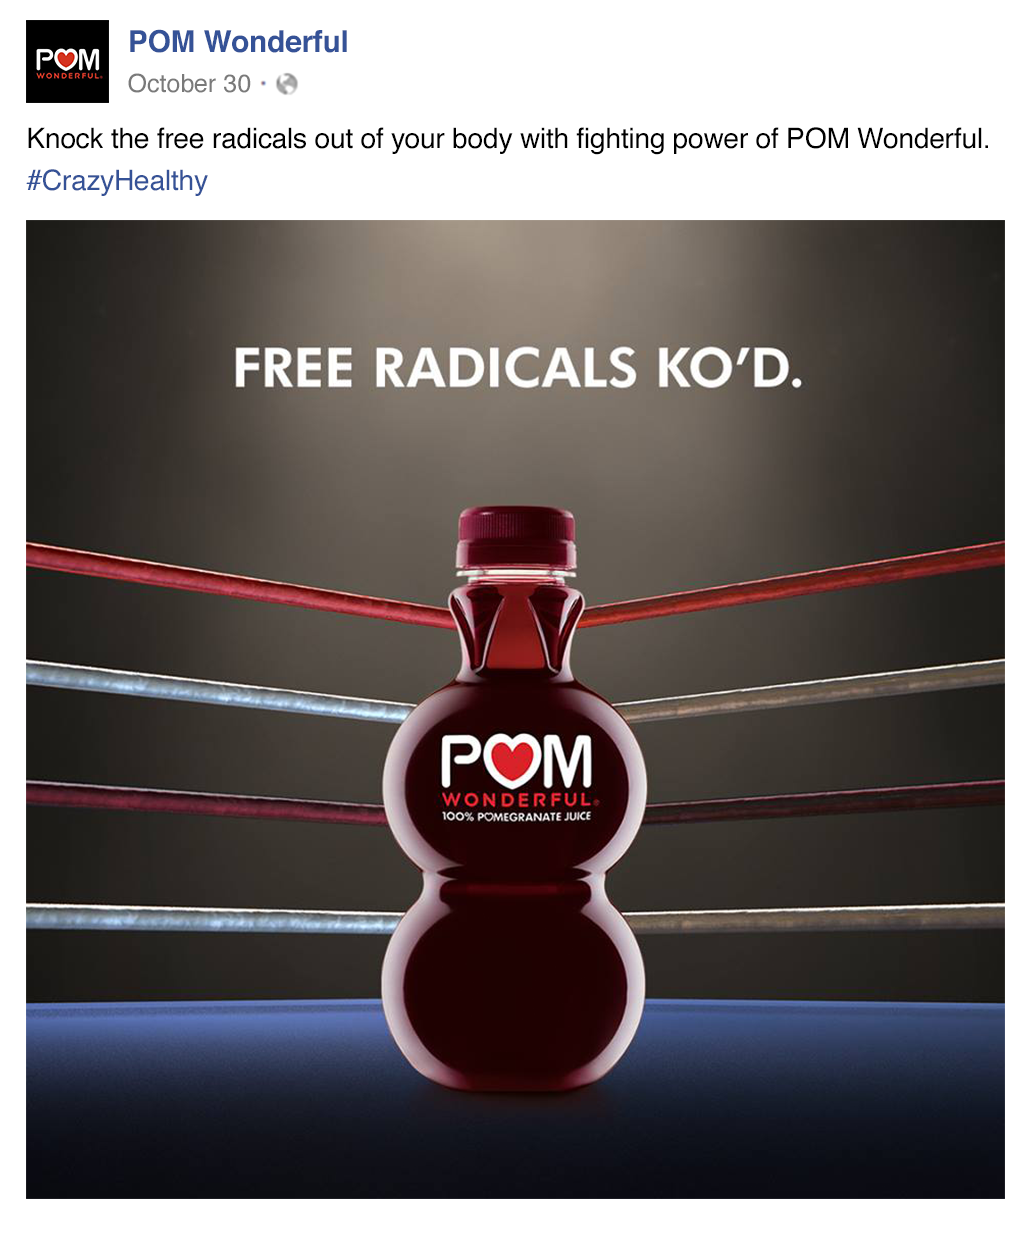 POM
WONDERFUL.
POM Wonderful
October 30 ·
Knock the free radicals out of your body with fighting power of POM Wonderful.
#CrazyHealthy
FREE RADICALS KO’D.
POM
WONDERFUL®
100% POMEGRANATE JUICE